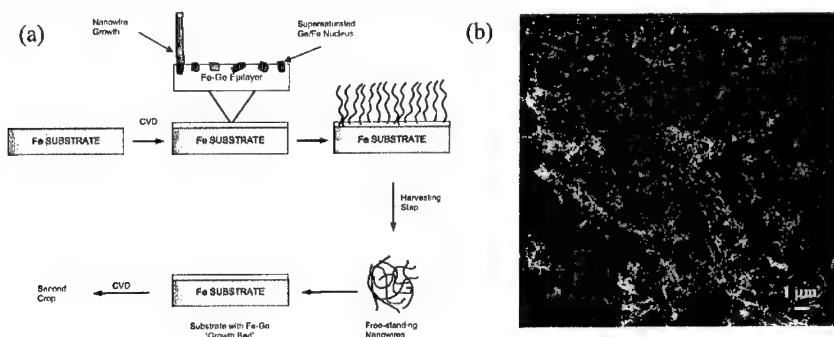 (a)
Nanowire
Growth
Supersaturated
Ge/Fe Nucleus
Fe-Ge Epilayer
CVD
Fe SUBSTRATE
Fe SUBSTRATE
Fe SUBSTRATE
Harvesting
Step
Second
Crop
CVD
Fe SUBSTRATE
Substrate with Fe-Ge
'Growth Bed'
Free-standing
Nanowires
(b)
1 μm